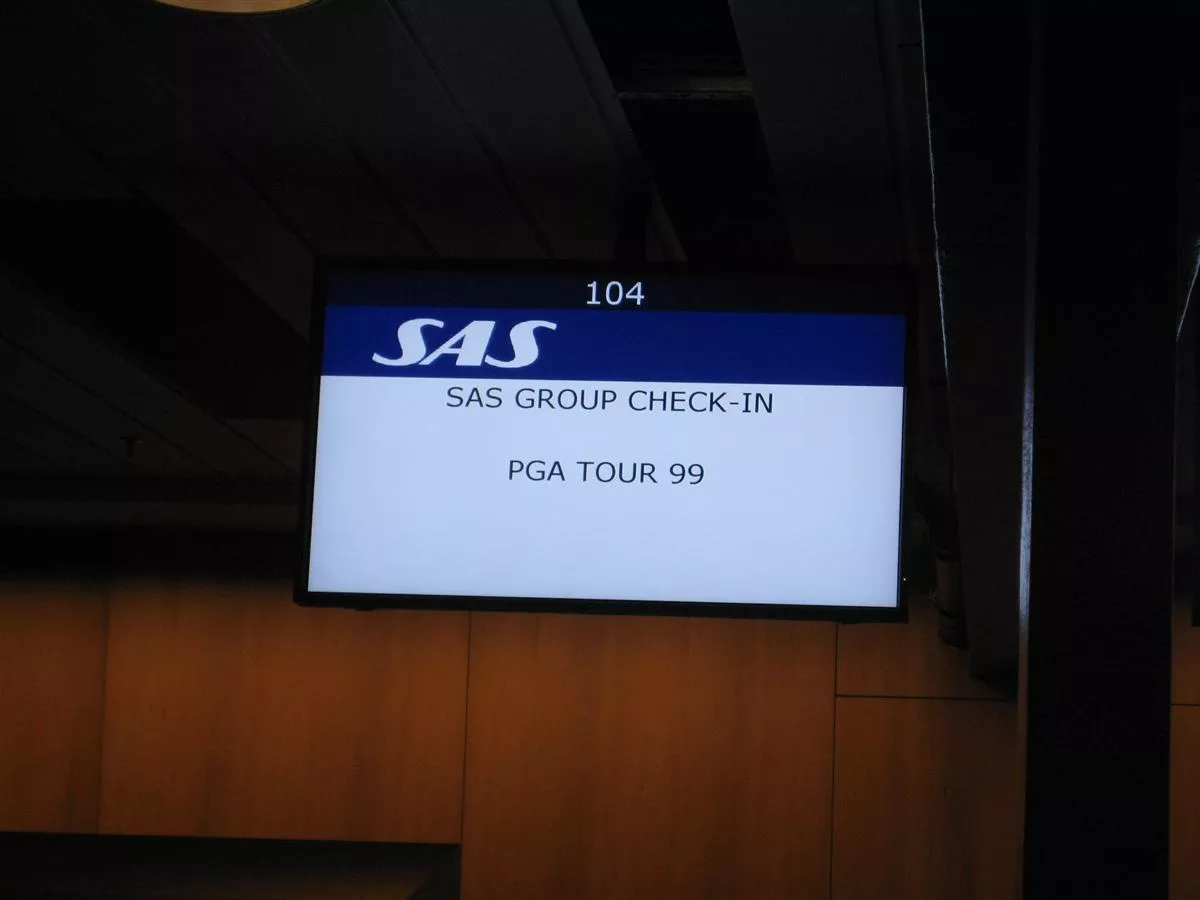 104
SAS
SAS GROUP CHECK-IN
PGA TOUR 99